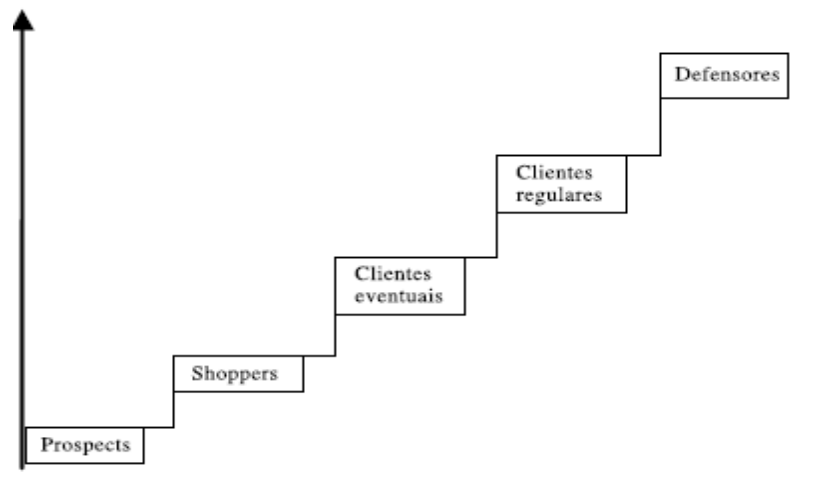 Defensores
Clientes
regulares
Clientes
eventuais
Shoppers
Prospects